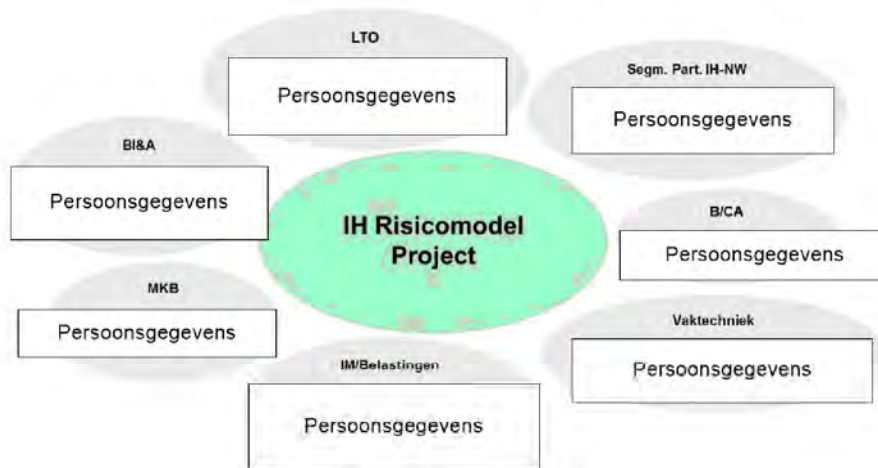 LTO
Persoonsgegevens
Segm. Part. IH-NW
Persoonsgegevens
BI&A
Persoonsgegevens
IH Risicomodel
Project
B/CA
Persoonsgegevens
MKB
Persoonsgegevens
Vaktechniek
Persoonsgegevens
IM/Belastingen
Persoonsgegevens